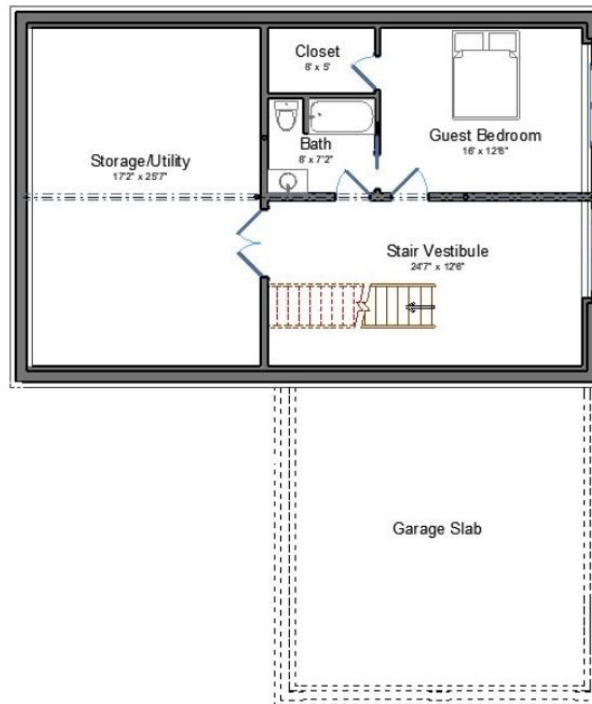 Closet
8' x 5'
Bath
8' x 7'2"
Guest Bedroom
16' x 12'8"
Storage/Utility
17'2" x 25'7"
Stair Vestibule
24'7" x 12'6"
Garage Slab